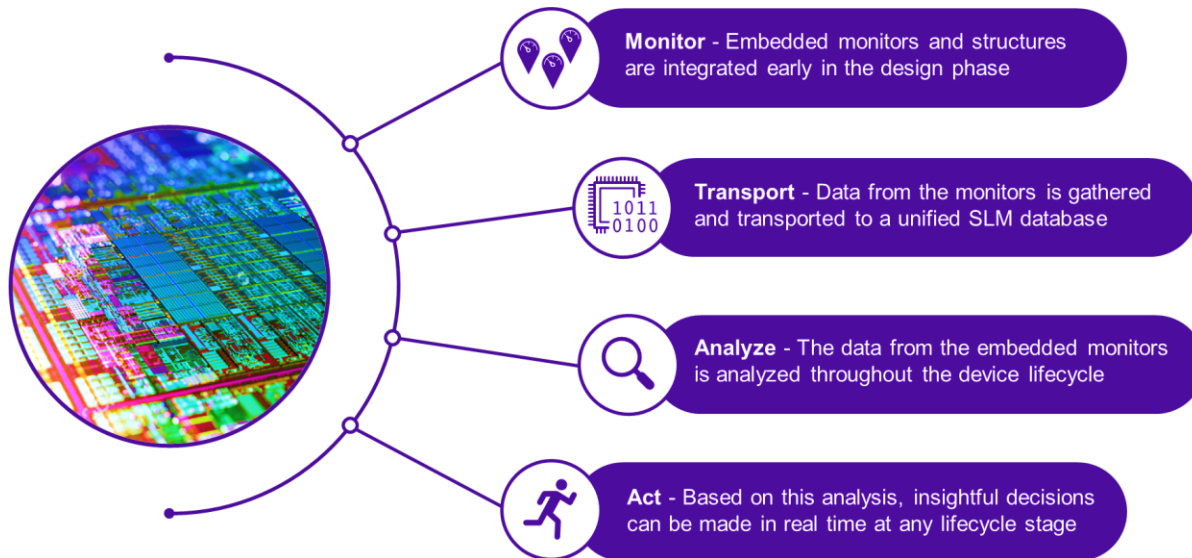 Monitor - Embedded monitors and structures
are integrated early in the design phase
1011
0100
Transport - Data from the monitors is gathered
and transported to a unified SLM database
Analyze - The data from the embedded monitors
is analyzed throughout the device lifecycle
Act - Based on this analysis, insightful decisions
can be made in real time at any lifecycle stage